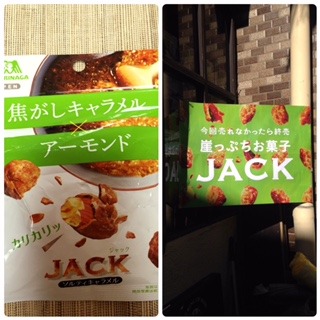 MORINAGA
焦がしキャラメル
×
アーモンド
カリカリッ
ジャック
JACK
ソルティキャラメル
今回売れなかったら終売
崖っぷちお菓子
JACK